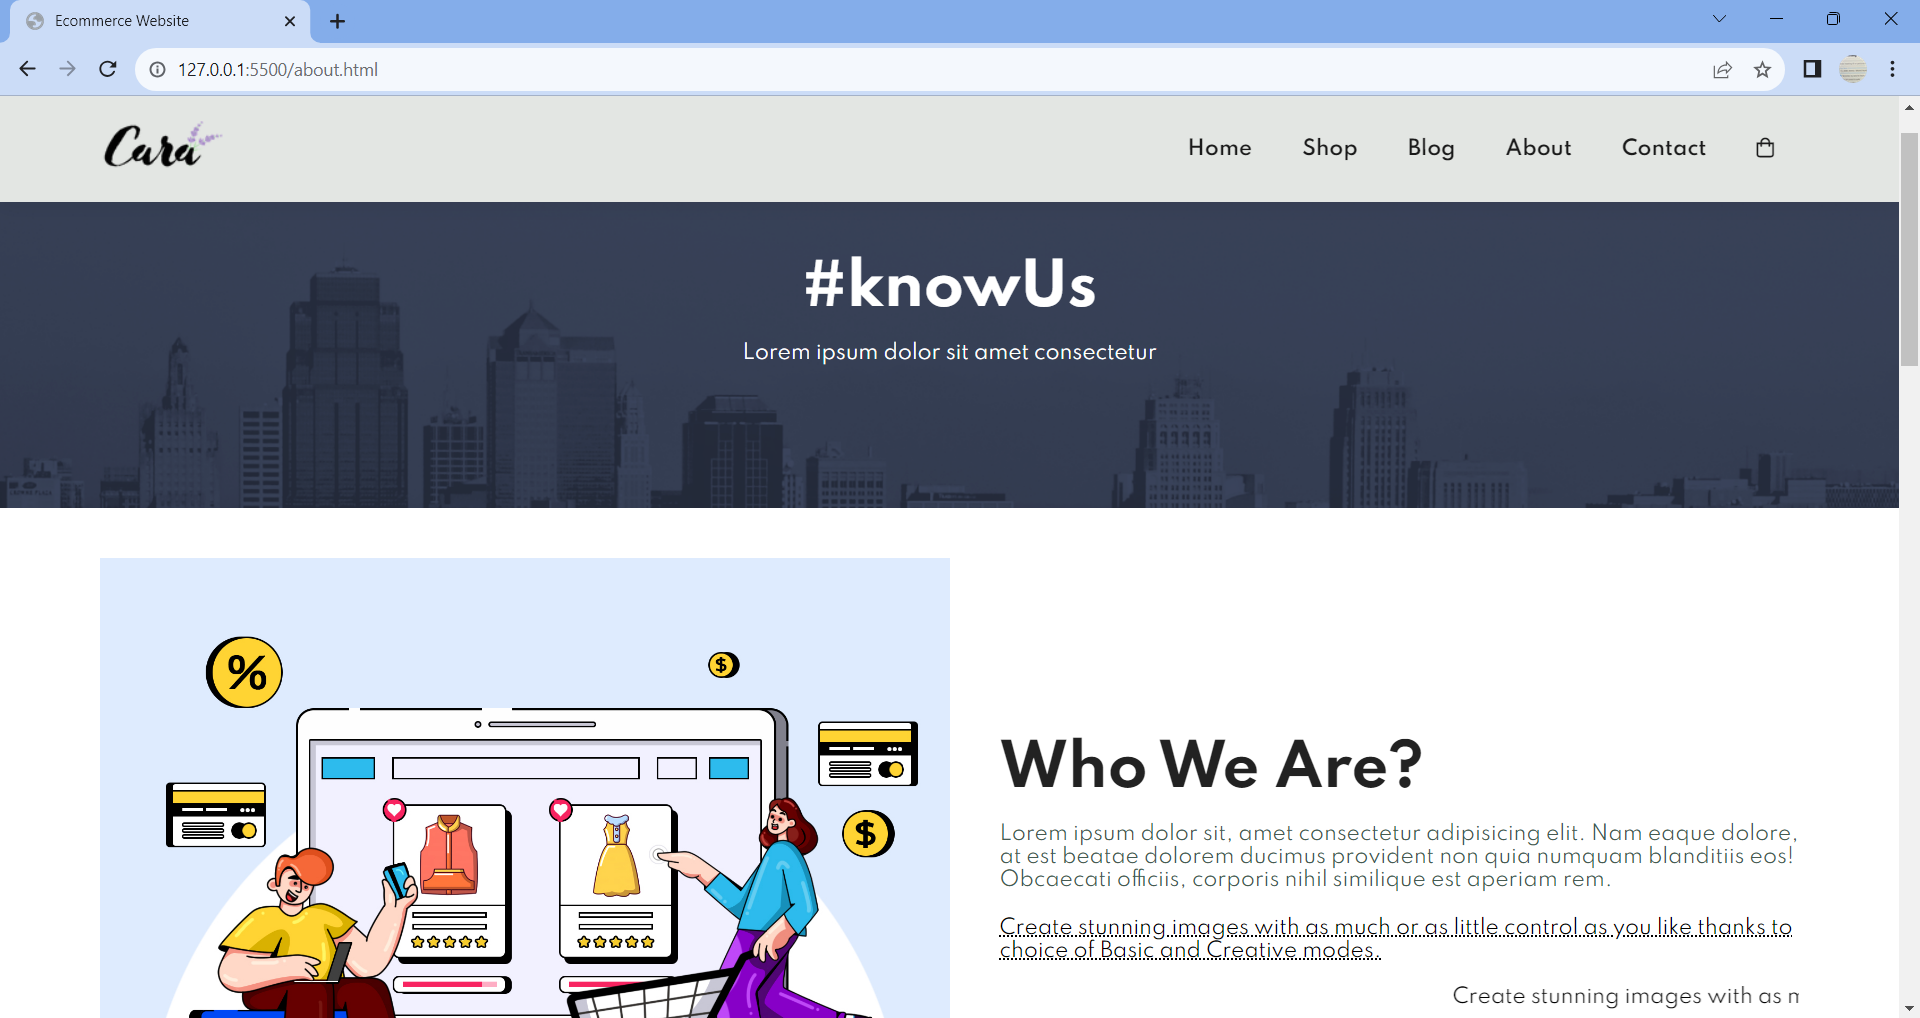 Ecommerce Website
127.0.0.1:5500/about.html
Cara
Home Shop Blog About Contact
#knowUs
Lorem ipsum dolor sit amet consectetur
%
$
$
Who We Are?
Lorem ipsum dolor sit, amet consectetur adipisicing elit. Nam eaque dolore,
at est beatae dolorem ducimus provident non quia numquam blanditiis eos!
Obcaecati officiis, corporis nihil similique est aperiam rem.
Create stunning images with as much or as little control as you like thanks to
choice of Basic and Creative modes.
Create stunning images with as